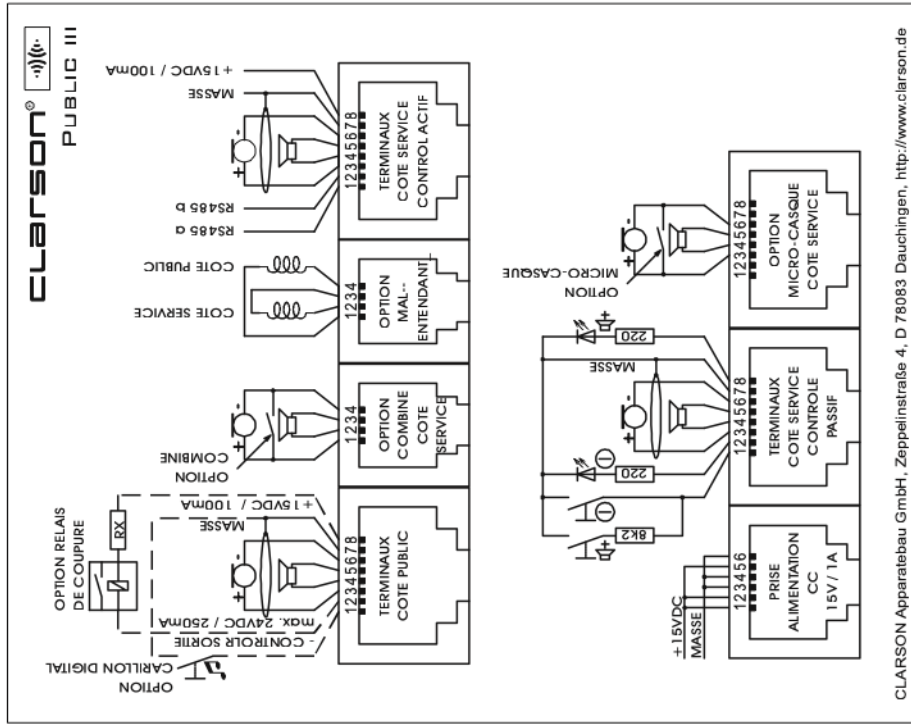 CLARSON®
PUBLIC III
+15VDC / 100mA
MASSE
+ -
RS485 b
RS485 a
12345678
TERMINAUX
COTE SERVICE
CONTROL ACTIF
COTE PUBLIC
COTE SERVICE
1234
OPTION
MAL--
ENTENDANT
OPTION
COMBINE
+ -
1234
OPTION
COMBINE
COTE
SERVICE
OPTION RELAIS
DE COUPURE
RX
+15VDC / 100mA
MASSE
+ -
max. 24VDC / 250mA
- CONTROLR SORTIE
OPTION
CARILLON DIGITAL
12345678
TERMINAUX
COTE PUBLIC
OPTION
MICRO-CASQUE
+ -
12345678
OPTION
MICRO-CASQUE
COTE SERVICE
+
220
MASSE
+ -
220
8k2
12345678
TERMINAUX
COTE SERVICE
CONTROLE
PASSIF
+15VDC
MASSE
123456
PRISE
ALIMENTATION
CC
15V / 1A
CLARSON Apparatebau GmbH, Zeppelinstraße 4, D 78083 Dauchingen, http://www.clarson.de